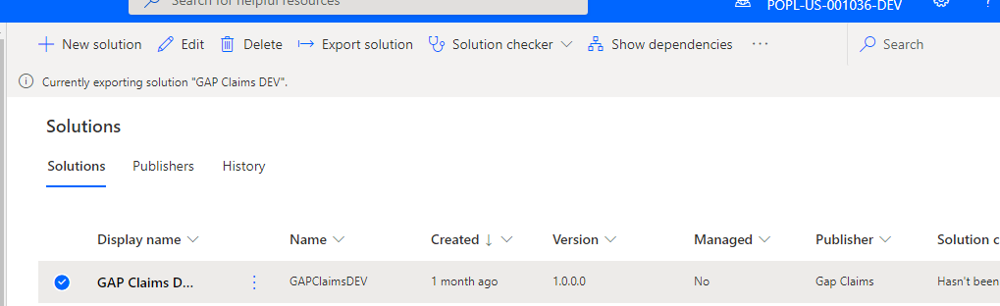 Search for helpful resources
POPL-US-001036-DEV
New solution Edit Delete Export solution Solution checker Show dependencies ··· Search
Currently exporting solution "GAP Claims DEV".
Solutions
Solutions Publishers History
Display name Name Created ↓ Version Managed Publisher Solution c
GAP Claims D... GAPClaimsDEV 1 month ago 1.0.0.0 No Gap Claims Hasn't been